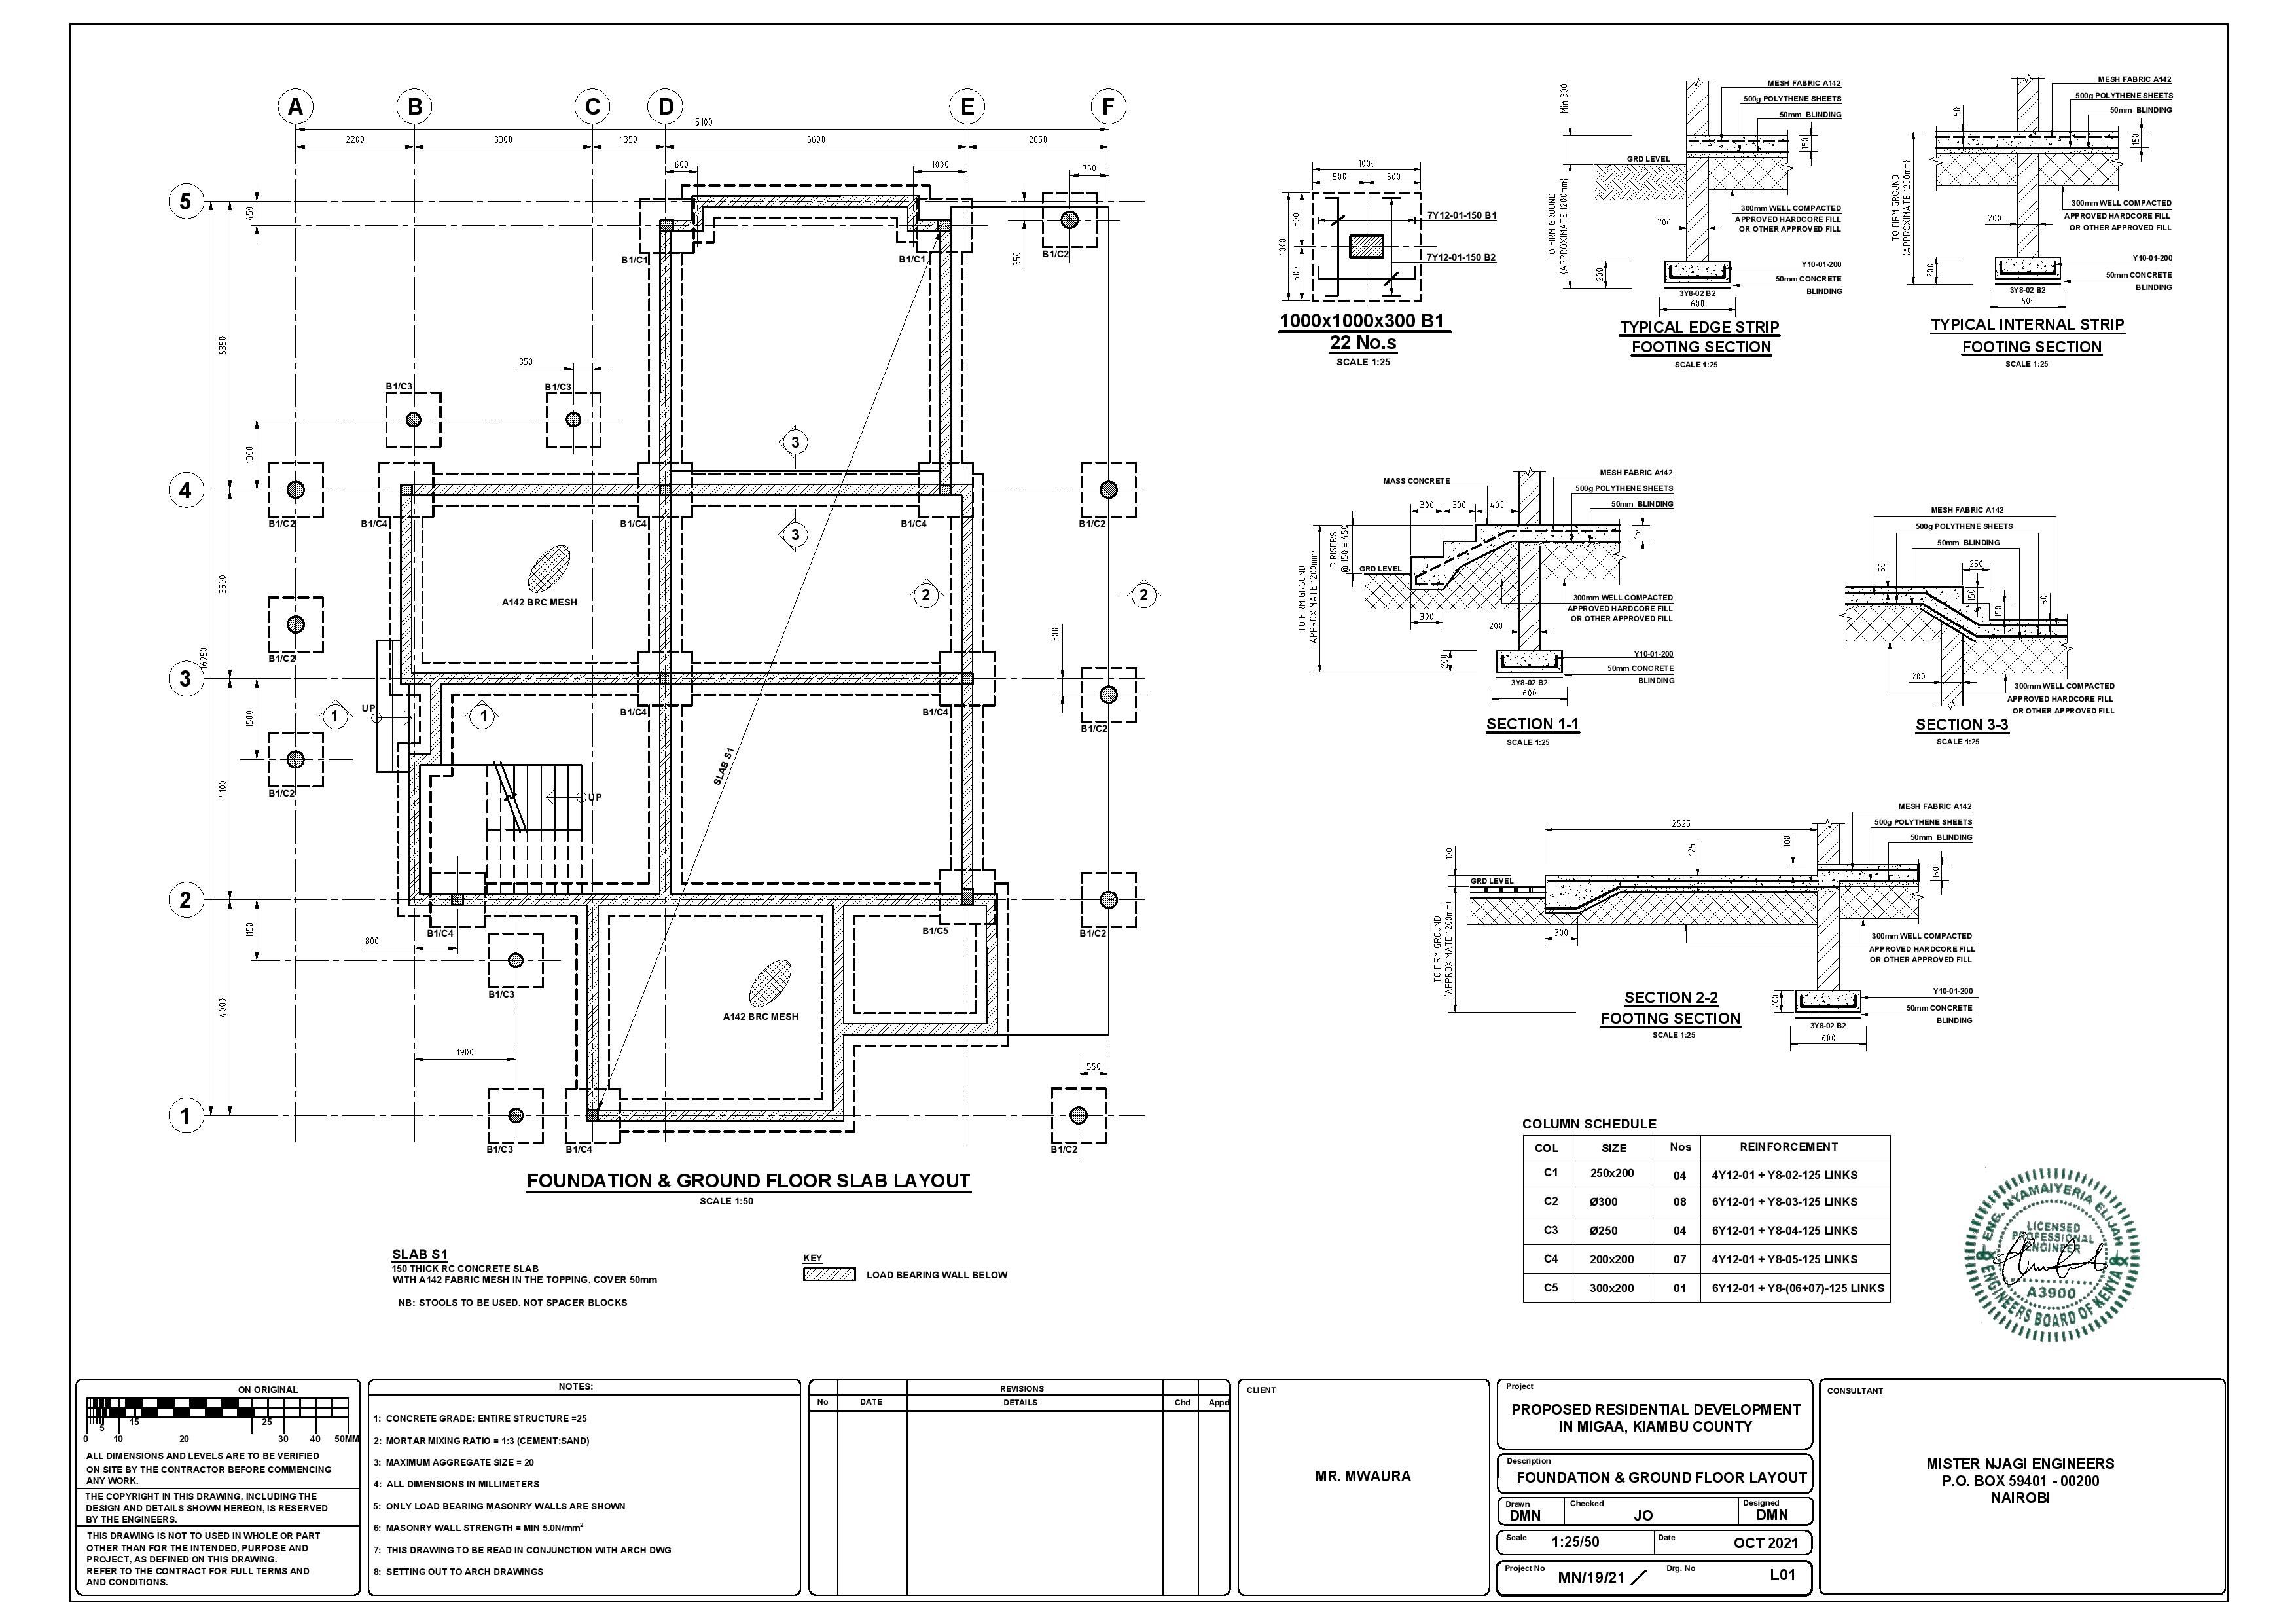 A
B
C
D
E
F
15100
2200
3300
1350
5600
2650
600
1000
750
5
450
350
B1/C1
B1/C1
B1/C2
5350
350
B1/C3
B1/C3
1300
3
4
B1/C2
B1/C4
B1/C4
B1/C4
B1/C2
3
A142 BRC MESH
3500
2
2
B1/C2
300
16950
3
B1/C4
B1/C4
B1/C2
1500
1
UP
1
B1/C2
SLAB S1
4100
UP
2
B1/C4
B1/C5
B1/C2
800
1150
B1/C3
4000
A142 BRC MESH
1900
550
1
B1/C3
B1/C4
B1/C2
FOUNDATION & GROUND FLOOR SLAB LAYOUT
SCALE 1:50
SLAB S1
150 THICK RC CONCRETE SLAB
WITH A142 FABRIC MESH IN THE TOPPING, COVER 50mm
NB: STOOLS TO BE USED. NOT SPACER BLOCKS
KEY
LOAD BEARING WALL BELOW
1000
500
500
1000
500
500
7Y12-01-150 B1
7Y12-01-150 B2
1000x1000x300 B1
22 No.s
SCALE 1:25
Min 300
MESH FABRIC A142
500g POLYTHENE SHEETS
50mm BLINDING
150
GRD LEVEL
TO FIRM GROUND
(APPROXIMATE 1200mm)
300mm WELL COMPACTED
APPROVED HARDCORE FILL
OR OTHER APPROVED FILL
200
200
Y10-01-200
50mm CONCRETE
BLINDING
3Y8-02 B2
600
TYPICAL EDGE STRIP
FOOTING SECTION
SCALE 1:25
MESH FABRIC A142
500g POLYTHENE SHEETS
50mm BLINDING
50
150
TO FIRM GROUND
(APPROXIMATE 1200mm)
300mm WELL COMPACTED
APPROVED HARDCORE FILL
OR OTHER APPROVED FILL
200
200
Y10-01-200
50mm CONCRETE
BLINDING
3Y8-02 B2
600
TYPICAL INTERNAL STRIP
FOOTING SECTION
SCALE 1:25
MASS CONCRETE
MESH FABRIC A142
500g POLYTHENE SHEETS
50mm BLINDING
300
300
400
150
3 RISER'S
@ 150 = 450
GRD LEVEL
TO FIRM GROUND
(APPROXIMATE 1200mm)
300
300mm WELL COMPACTED
APPROVED HARDCORE FILL
OR OTHER APPROVED FILL
200
200
Y10-01-200
50mm CONCRETE
BLINDING
3Y8-02 B2
600
SECTION 1-1
SCALE 1:25
MESH FABRIC A142
500g POLYTHENE SHEETS
50mm BLINDING
50
250
150
150
50
200
300mm WELL COMPACTED
APPROVED HARDCORE FILL
OR OTHER APPROVED FILL
SECTION 3-3
SCALE 1:25
MESH FABRIC A142
500g POLYTHENE SHEETS
50mm BLINDING
2525
100
125
100
150
GRD LEVEL
TO FIRM GROUND
(APPROXIMATE 1200mm)
300
300mm WELL COMPACTED
APPROVED HARDCORE FILL
OR OTHER APPROVED FILL
200
Y10-01-200
50mm CONCRETE
BLINDING
3Y8-02 B2
600
SECTION 2-2
FOOTING SECTION
SCALE 1:25
COLUMN SCHEDULE
COL SIZE Nos REINFORCEMENT
C1 250x200 04 4Y12-01 + Y8-02-125 LINKS
C2 Ø300 08 6Y12-01 + Y8-03-125 LINKS
C3 Ø250 04 6Y12-01 + Y8-04-125 LINKS
C4 200x200 07 4Y12-01 + Y8-05-125 LINKS
C5 300x200 01 6Y12-01 + Y8-(06+07)-125 LINKS
ENG. NYAMAIYERIA ELIJAH
LICENSED
PROFESSIONAL
ENGINEER
A3900
ENGINEERS BOARD OF KENYA
ON ORIGINAL
5 15 25
0 10 20 30 40 50MM
ALL DIMENSIONS AND LEVELS ARE TO BE VERIFIED
ON SITE BY THE CONTRACTOR BEFORE COMMENCING
ANY WORK.
THE COPYRIGHT IN THIS DRAWING, INCLUDING THE
DESIGN AND DETAILS SHOWN HEREON, IS RESERVED
BY THE ENGINEERS.
THIS DRAWING IS NOT TO USED IN WHOLE OR PART
OTHER THAN FOR THE INTENDED, PURPOSE AND
PROJECT, AS DEFINED ON THIS DRAWING.
REFER TO THE CONTRACT FOR FULL TERMS AND
AND CONDITIONS.
NOTES:
1: CONCRETE GRADE: ENTIRE STRUCTURE =25
2: MORTAR MIXING RATIO = 1:3 (CEMENT:SAND)
3: MAXIMUM AGGREGATE SIZE = 20
4: ALL DIMENSIONS IN MILLIMETERS
5: ONLY LOAD BEARING MASONRY WALLS ARE SHOWN
6: MASONRY WALL STRENGTH = MIN 5.0N/mm²
7: THIS DRAWING TO BE READ IN CONJUNCTION WITH ARCH DWG
8: SETTING OUT TO ARCH DRAWINGS
REVISIONS
No DATE DETAILS Chd Appd
CLIENT
MR. MWAURA
Project
PROPOSED RESIDENTIAL DEVELOPMENT
IN MIGAA, KIAMBU COUNTY
Description
FOUNDATION & GROUND FLOOR LAYOUT
Drawn Checked Designed
DMN JO DMN
Scale 1:25/50 Date OCT 2021
Project No MN/19/21 / Drg. No L01
CONSULTANT
MISTER NJAGI ENGINEERS
P.O. BOX 59401 - 00200
NAIROBI